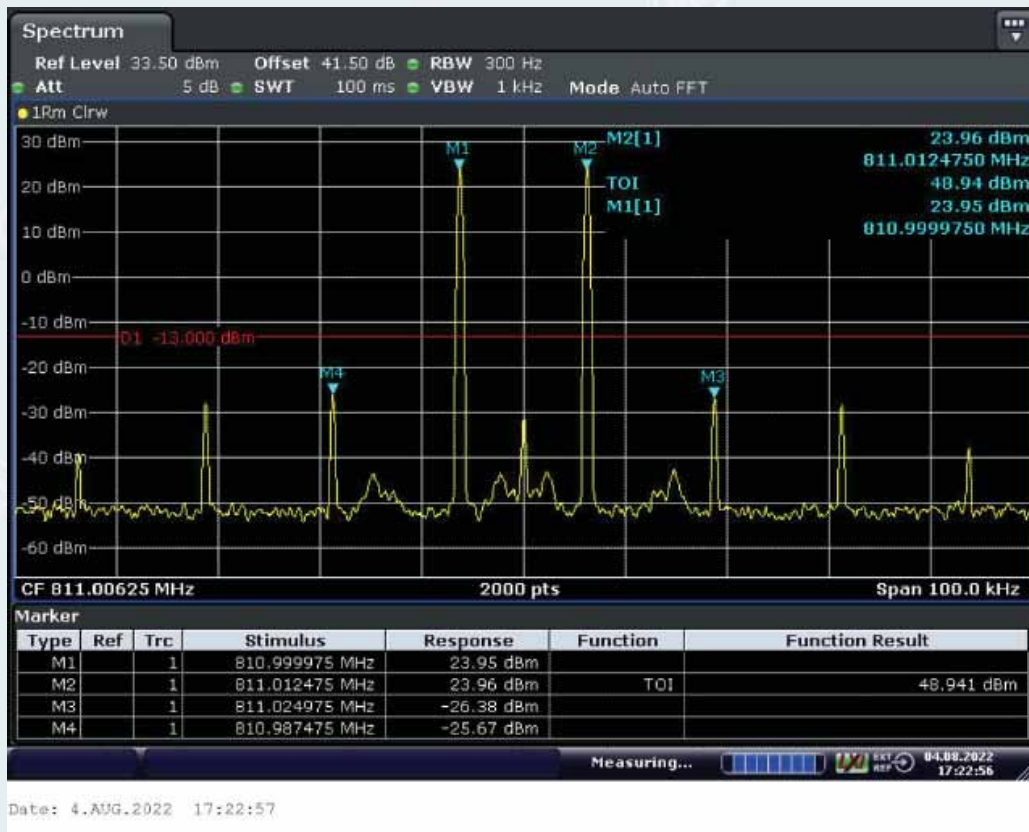 Spectrum
Ref Level 33.50 dBm Offset 41.50 dB RBW 300 Hz
Att 5 dB SWT 100 ms VBW 1 kHz Mode Auto FFT
1Rm Clrw
M2[1] 23.96 dBm
811.0124750 MHz
TOI 48.94 dBm
M1[1] 23.95 dBm
810.9999750 MHz
30 dBm
M1 M2
20 dBm
10 dBm
0 dBm
-10 dBm
D1 -13.000 dBm
-20 dBm
M4 M3
-30 dBm
-40 dBm
-50 dBm
-60 dBm
CF 811.00625 MHz 2000 pts Span 100.0 kHz
Marker
Type Ref Trc Stimulus Response Function Function Result
M1 1 810.999975 MHz 23.95 dBm
M2 1 811.012475 MHz 23.96 dBm TOI 48.941 dBm
M3 1 811.024975 MHz -26.38 dBm
M4 1 810.987475 MHz -25.67 dBm
Measuring... LXI EXT REF 04.08.2022
17:22:56
Date: 4.AUG.2022 17:22:57